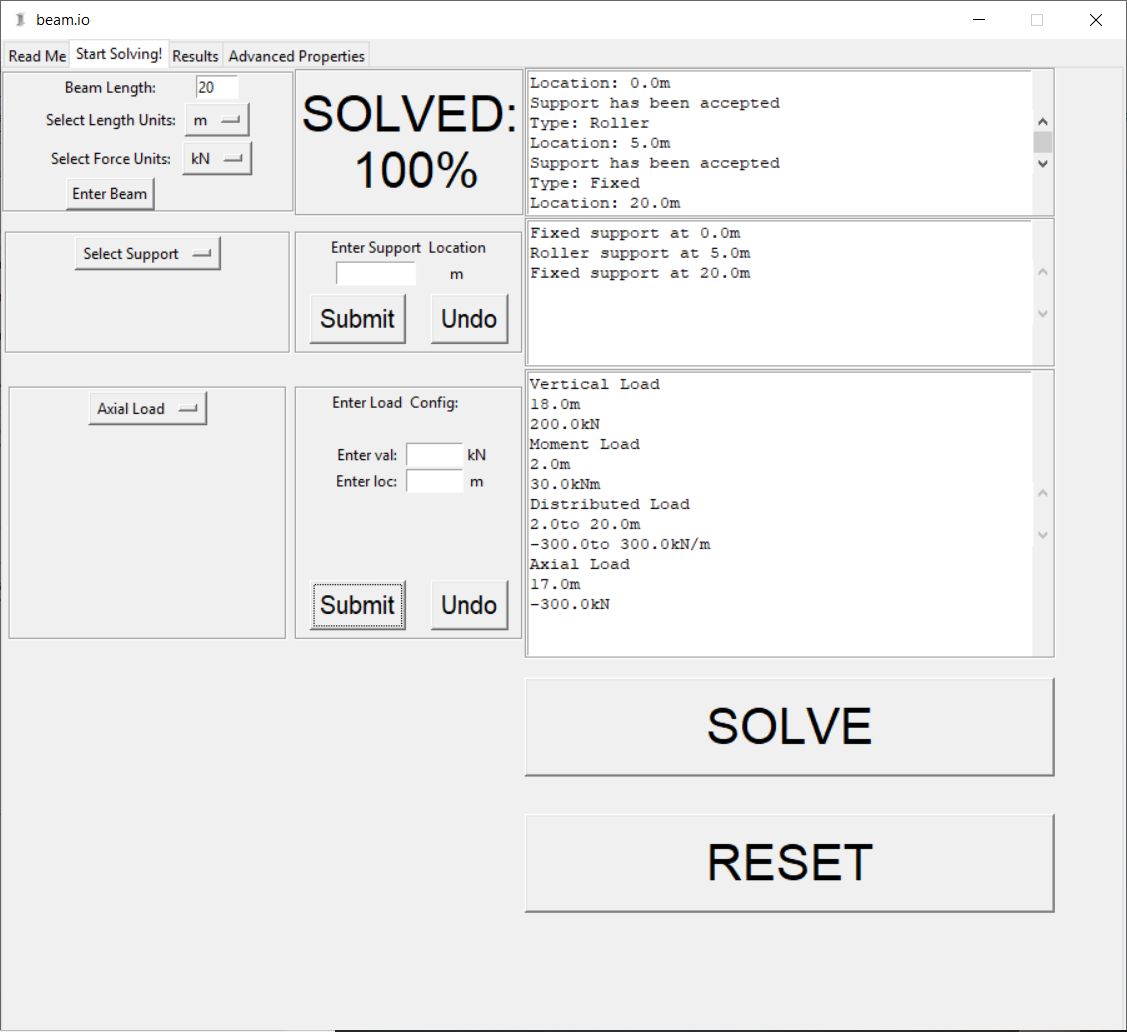 beam.io
Read Me Start Solving! Results Advanced Properties
Beam Length: 20
Select Length Units: m
Select Force Units: kN
Enter Beam
SOLVED:
100%
Location: 0.0m
Support has been accepted
Type: Roller
Location: 5.0m
Support has been accepted
Type: Fixed
Location: 20.0m
Select Support
Enter Support Location
m
Submit Undo
Fixed support at 0.0m
Roller support at 5.0m
Fixed support at 20.0m
Axial Load
Enter Load Config:
Enter val: kN
Enter loc: m
Submit Undo
Vertical Load
18.0m
200.0kN
Moment Load
2.0m
30.0kNm
Distributed Load
2.0to 20.0m
-300.0to 300.0kN/m
Axial Load
17.0m
-300.0kN
SOLVE
RESET